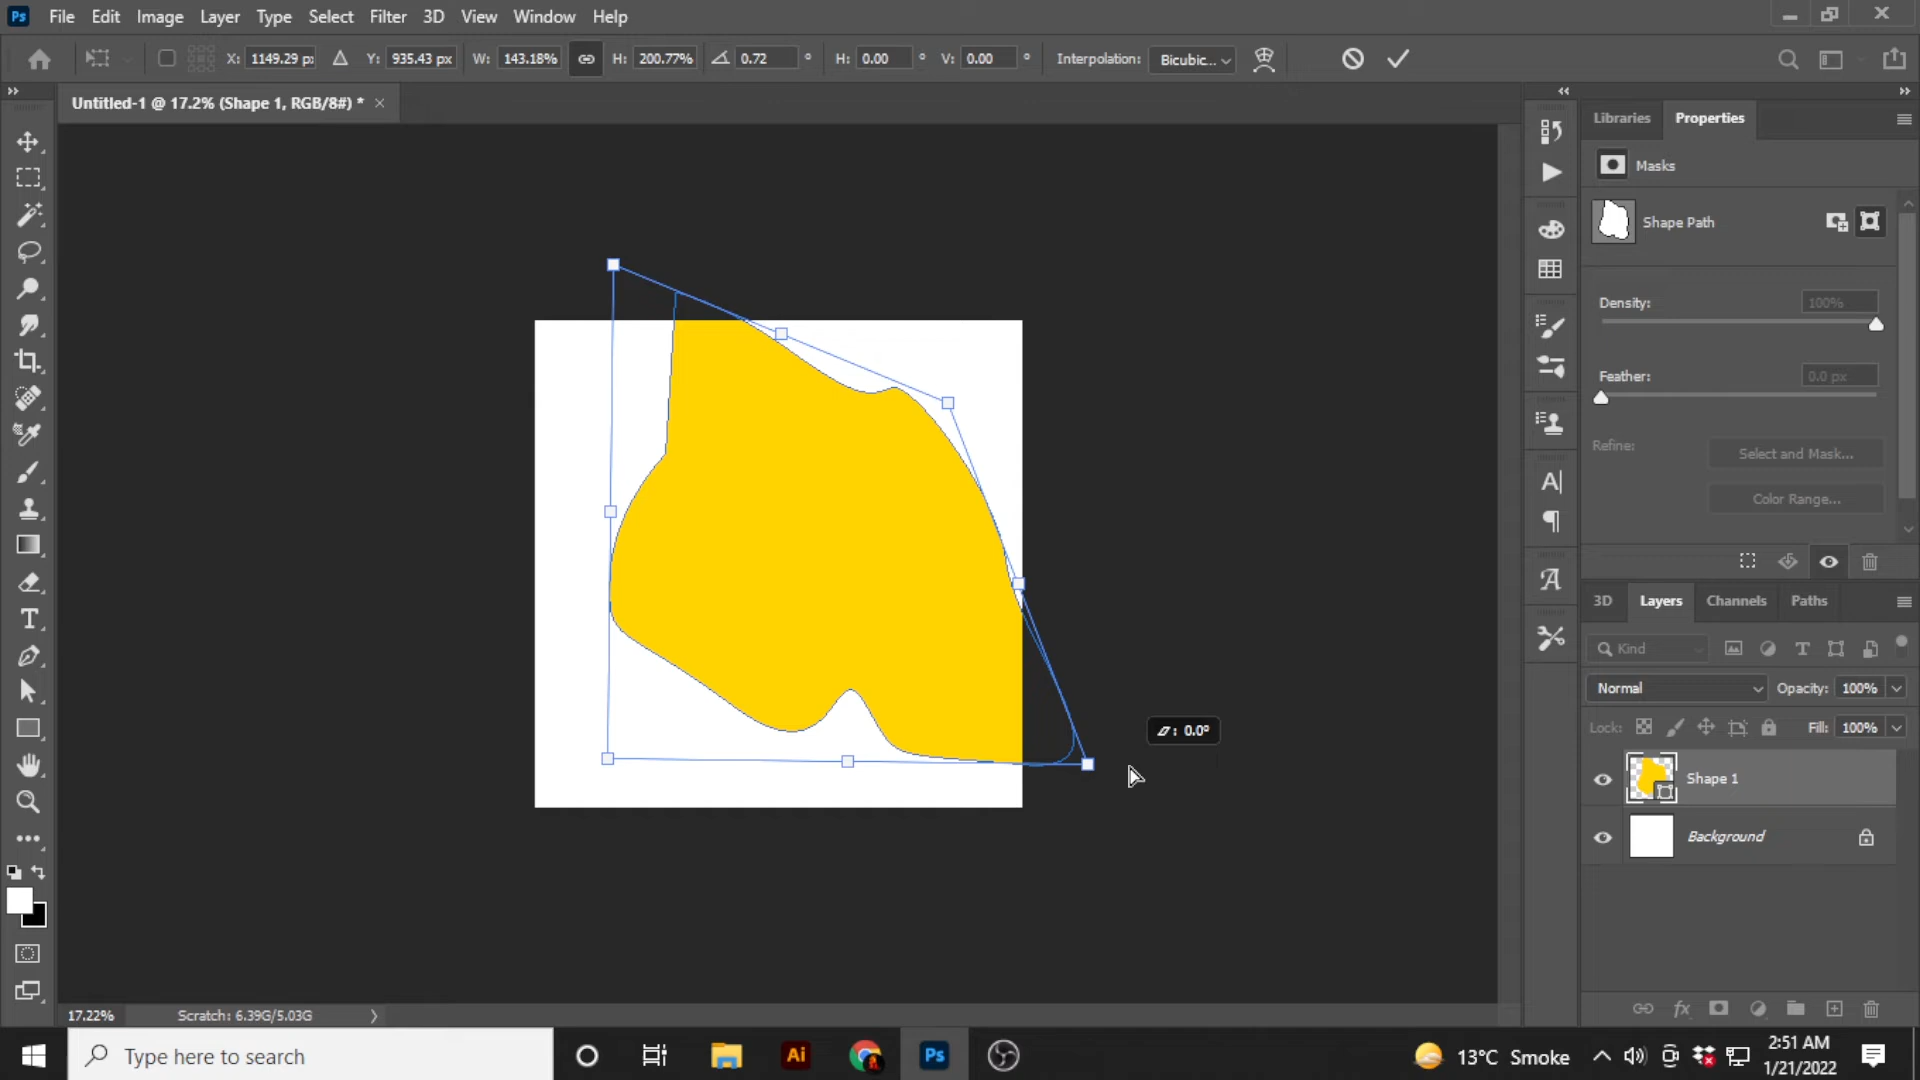 Ps File Edit Image Layer Type Select Filter 3D View Window Help
X: 1149.29 p Y: 935.43 px W: 143.18% H: 200.77% 0.72 ° H: 0.00 ° V: 0.00 ° Interpolation: Bicubic...
Untitled-1 @ 17.2% (Shape 1, RGB/8#) * ×
Libraries Properties
Masks
Shape Path
Density: 100%
Feather: 0.0 px
Refine: Select and Mask...
Color Range...
3D Layers Channels Paths
Kind
Normal Opacity: 100%
Lock: Fill: 100%
: 0.0°
Shape 1
Background
17.22% Scratch: 6.39G/5.03G
Type here to search
Ai
Ps
13°C Smoke
2:51 AM
1/21/2022